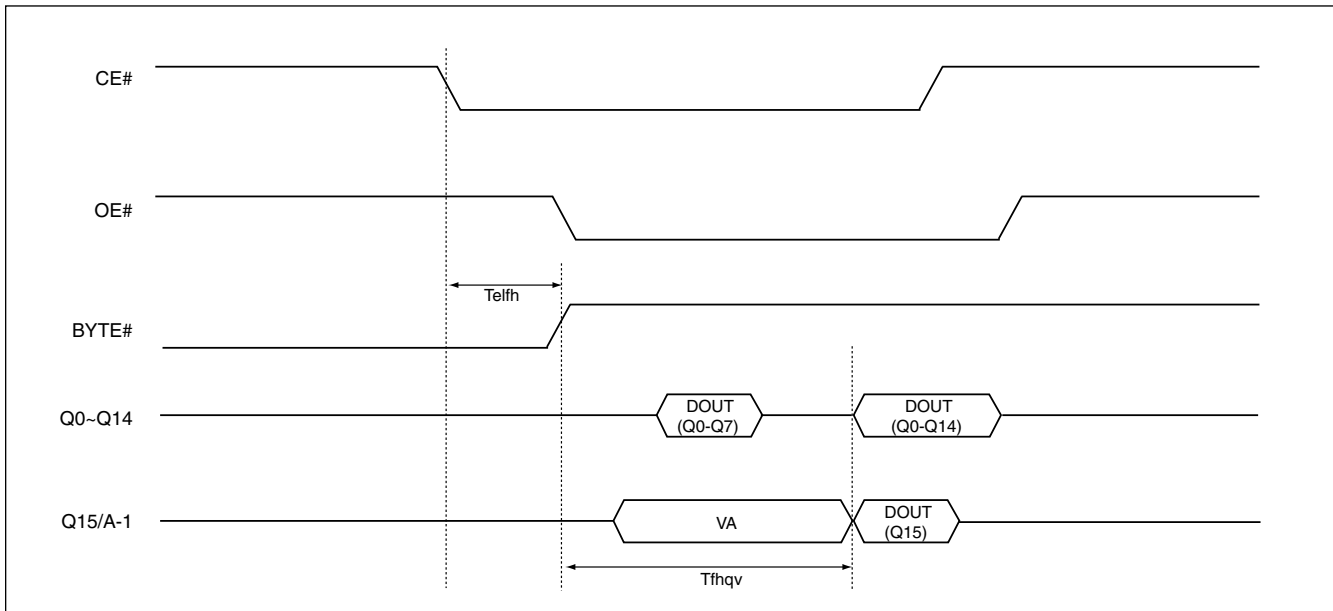 CE#
OE#
Telfh
BYTE#
Q0~Q14
DOUT
(Q0-Q7)
DOUT
(Q0-Q14)
Q15/A-1
VA
DOUT
(Q15)
Tfhqv